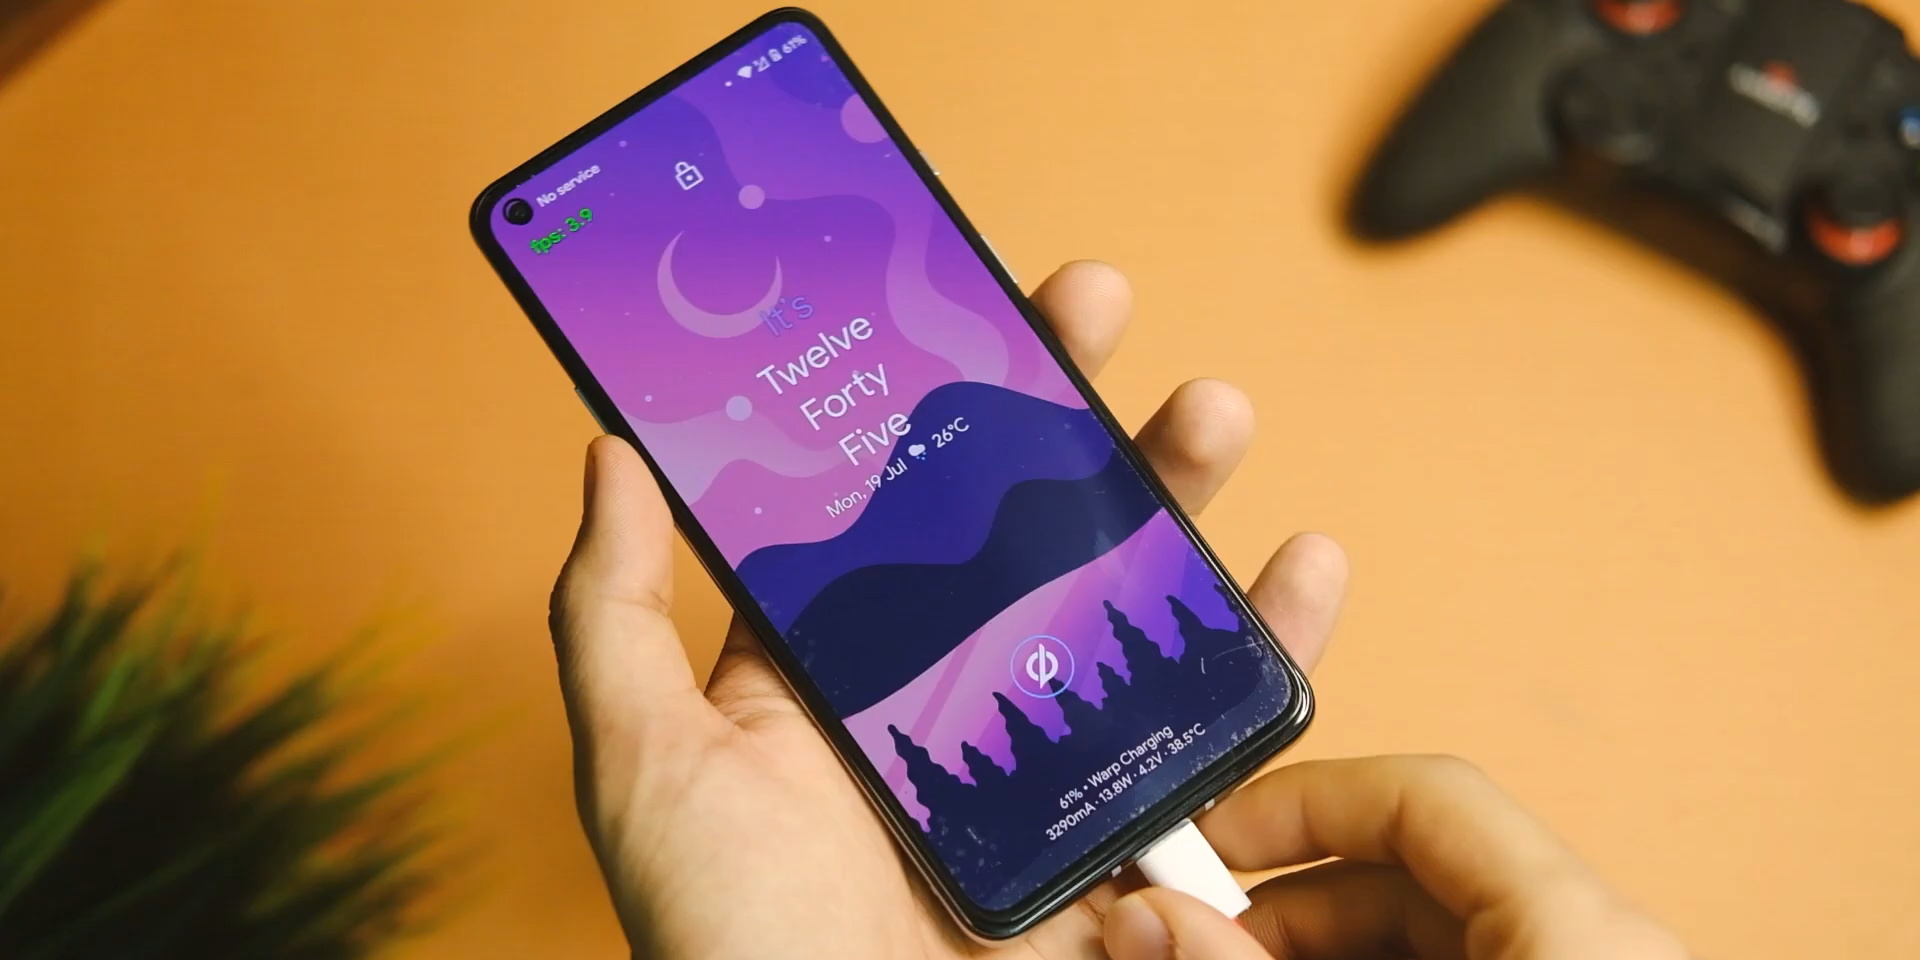 61%
No service
fps: 3.9
It's
Twelve
Forty
Five
Mon, 19 Jul 26°C
61% • Warp Charging
3290mA · 13.8W · 4.2V · 38.5°C